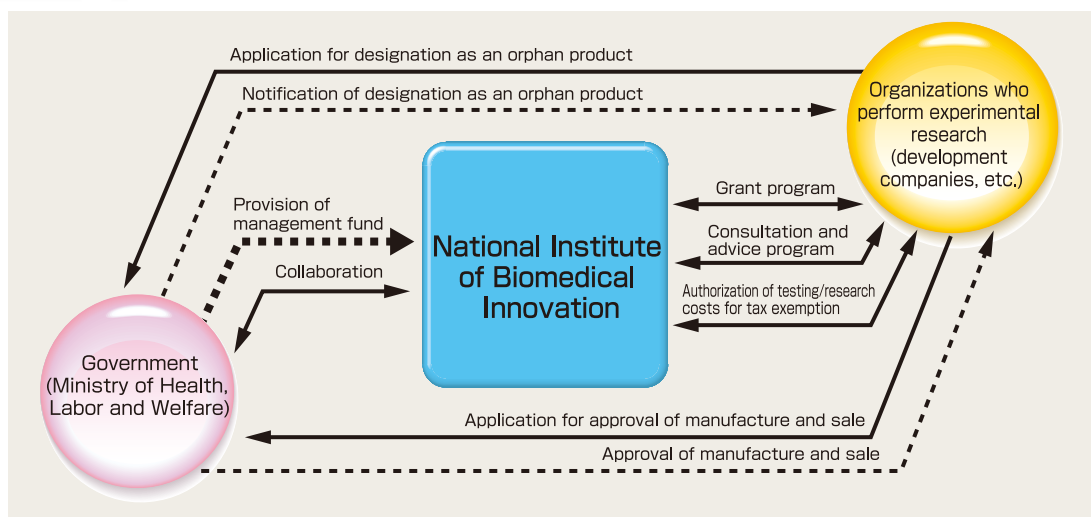 Application for designation as an orphan product
Notification of designation as an orphan product
Organizations who
perform experimental
research
(development
companies, etc.)
Provision of
management fund
Collaboration
National Institute
of Biomedical
Innovation
Grant program
Consultation and
advice program
Authorization of testing/research
costs for tax exemption
Government
(Ministry of Health,
Labor and Welfare)
Application for approval of manufacture and sale
Approval of manufacture and sale